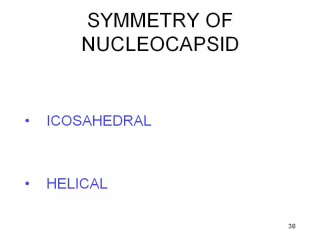 SYMMETRY OF
NUCLEOCAPSID
• ICOSAHEDRAL
• HELICAL
38